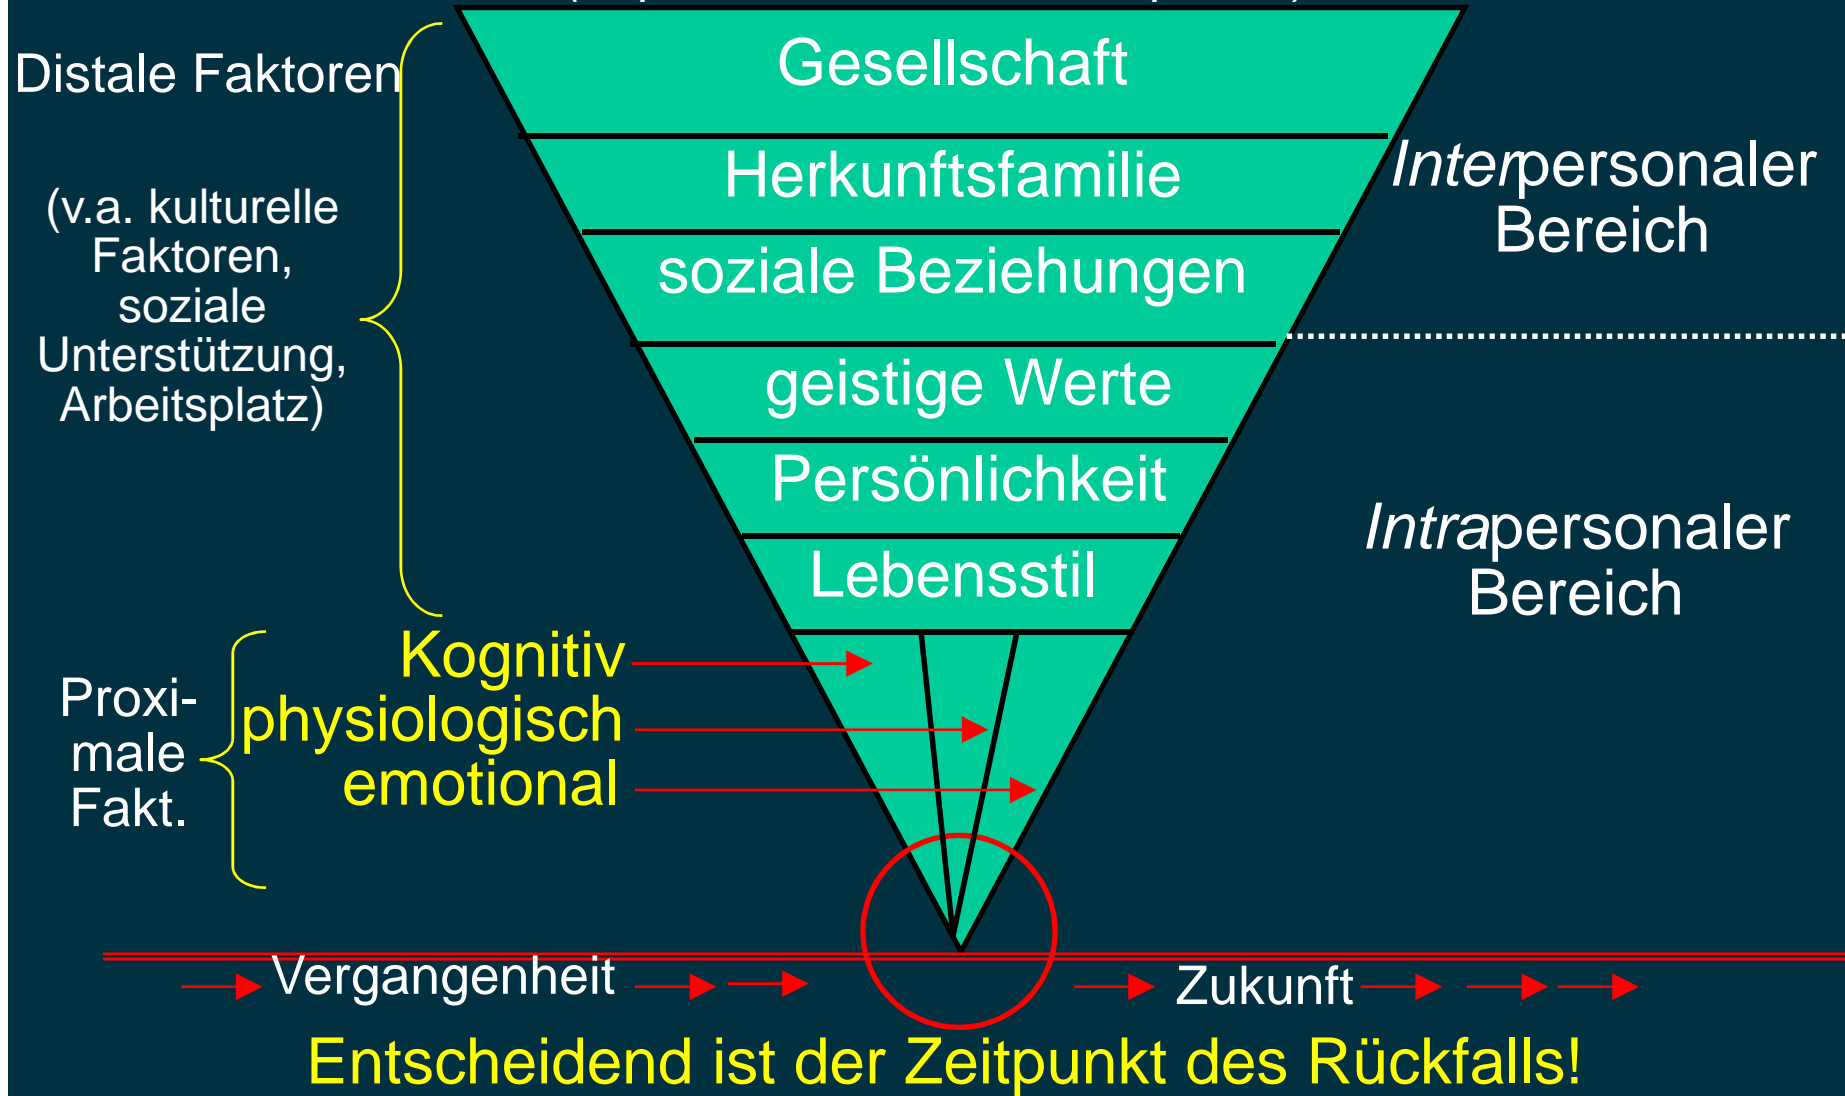 Distale Faktoren
(v.a. kulturelle
Faktoren,
soziale
Unterstützung,
Arbeitsplatz)
Gesellschaft
Herkunftsfamilie
soziale Beziehungen
geistige Werte
Persönlichkeit
Lebensstil
Interpersonaler
Bereich
Intrapersonaler
Bereich
Proxi-
male
Fakt.
Kognitiv
physiologisch
emotional
Vergangenheit
Zukunft
Entscheidend ist der Zeitpunkt des Rückfalls!